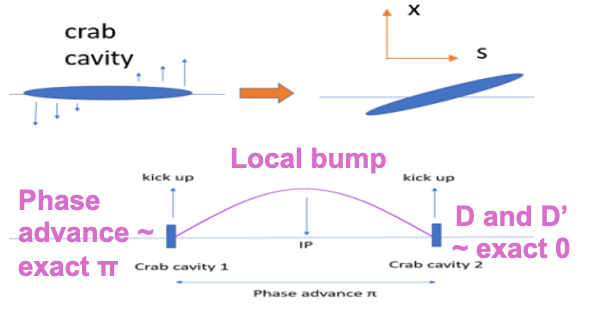 crab
cavity
x
s
Local bump
kick up
kick up
Phase
advance ~
exact π
D and D’
~ exact 0
IP
Crab cavity 1
Crab cavity 2
Phase advance π